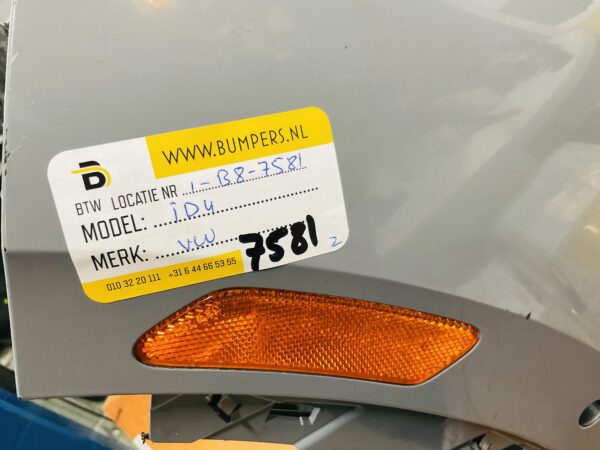 WWW.BUMPERS.NL
BTW LOCATIE NR 1-B8-7581
MODEL: iD4
MERK: VW 7581 2
010 32 20 111 +31 6 44 66 53 55